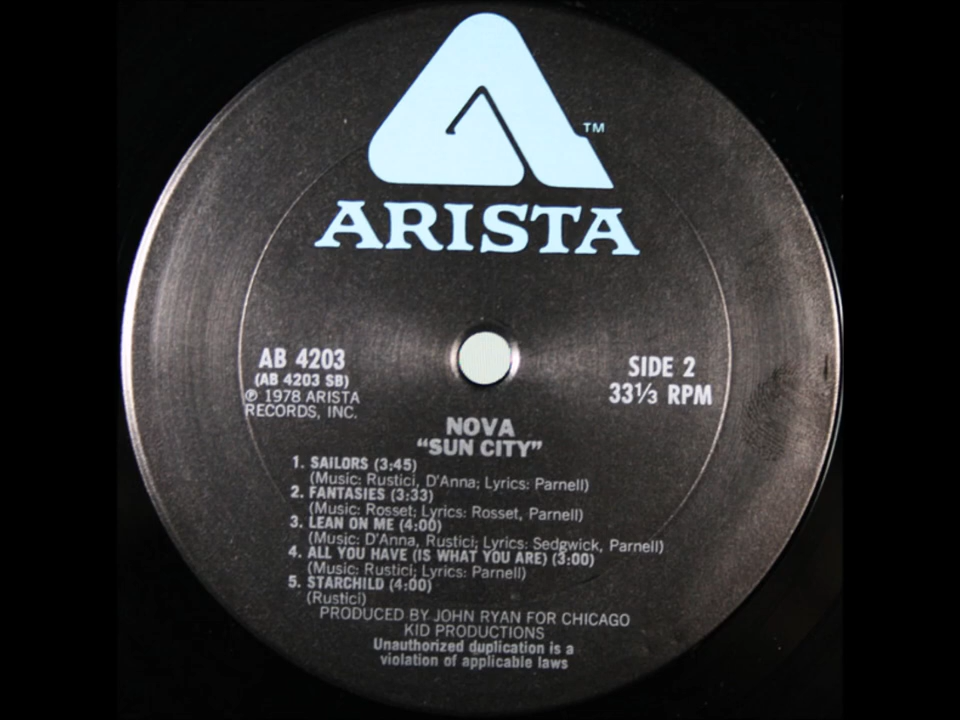 TM
ARISTA
AB 4203
(AB 4203 SB)
℗ 1978 ARISTA
RECORDS, INC.
SIDE 2
33⅓ RPM
NOVA
“SUN CITY”
1. SAILORS (3:45)
(Music: Rustici, D'Anna; Lyrics: Parnell)
2. FANTASIES (3:33)
(Music: Rosset; Lyrics: Rosset, Parnell)
3. LEAN ON ME (4:00)
(Music: D'Anna, Rustici; Lyrics: Sedgwick, Parnell)
4. ALL YOU HAVE (IS WHAT YOU ARE) (3:00)
(Music: Rustici; Lyrics: Parnell)
5. STARCHILD (4:00)
(Rustici)
PRODUCED BY JOHN RYAN FOR CHICAGO
KID PRODUCTIONS
Unauthorized duplication is a
violation of applicable laws